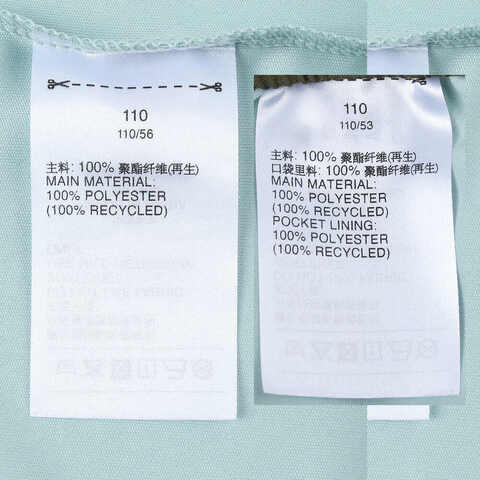 110
110/56
主料: 100% 聚酯纤维(再生)
MAIN MATERIAL:
100% POLYESTER
(100% RECYCLED)
110
110/53
主料: 100% 聚酯纤维(再生)
口袋里料: 100% 聚酯纤维(再生)
MAIN MATERIAL:
100% POLYESTER
(100% RECYCLED)
POCKET LINING:
100% POLYESTER
(100% RECYCLED)